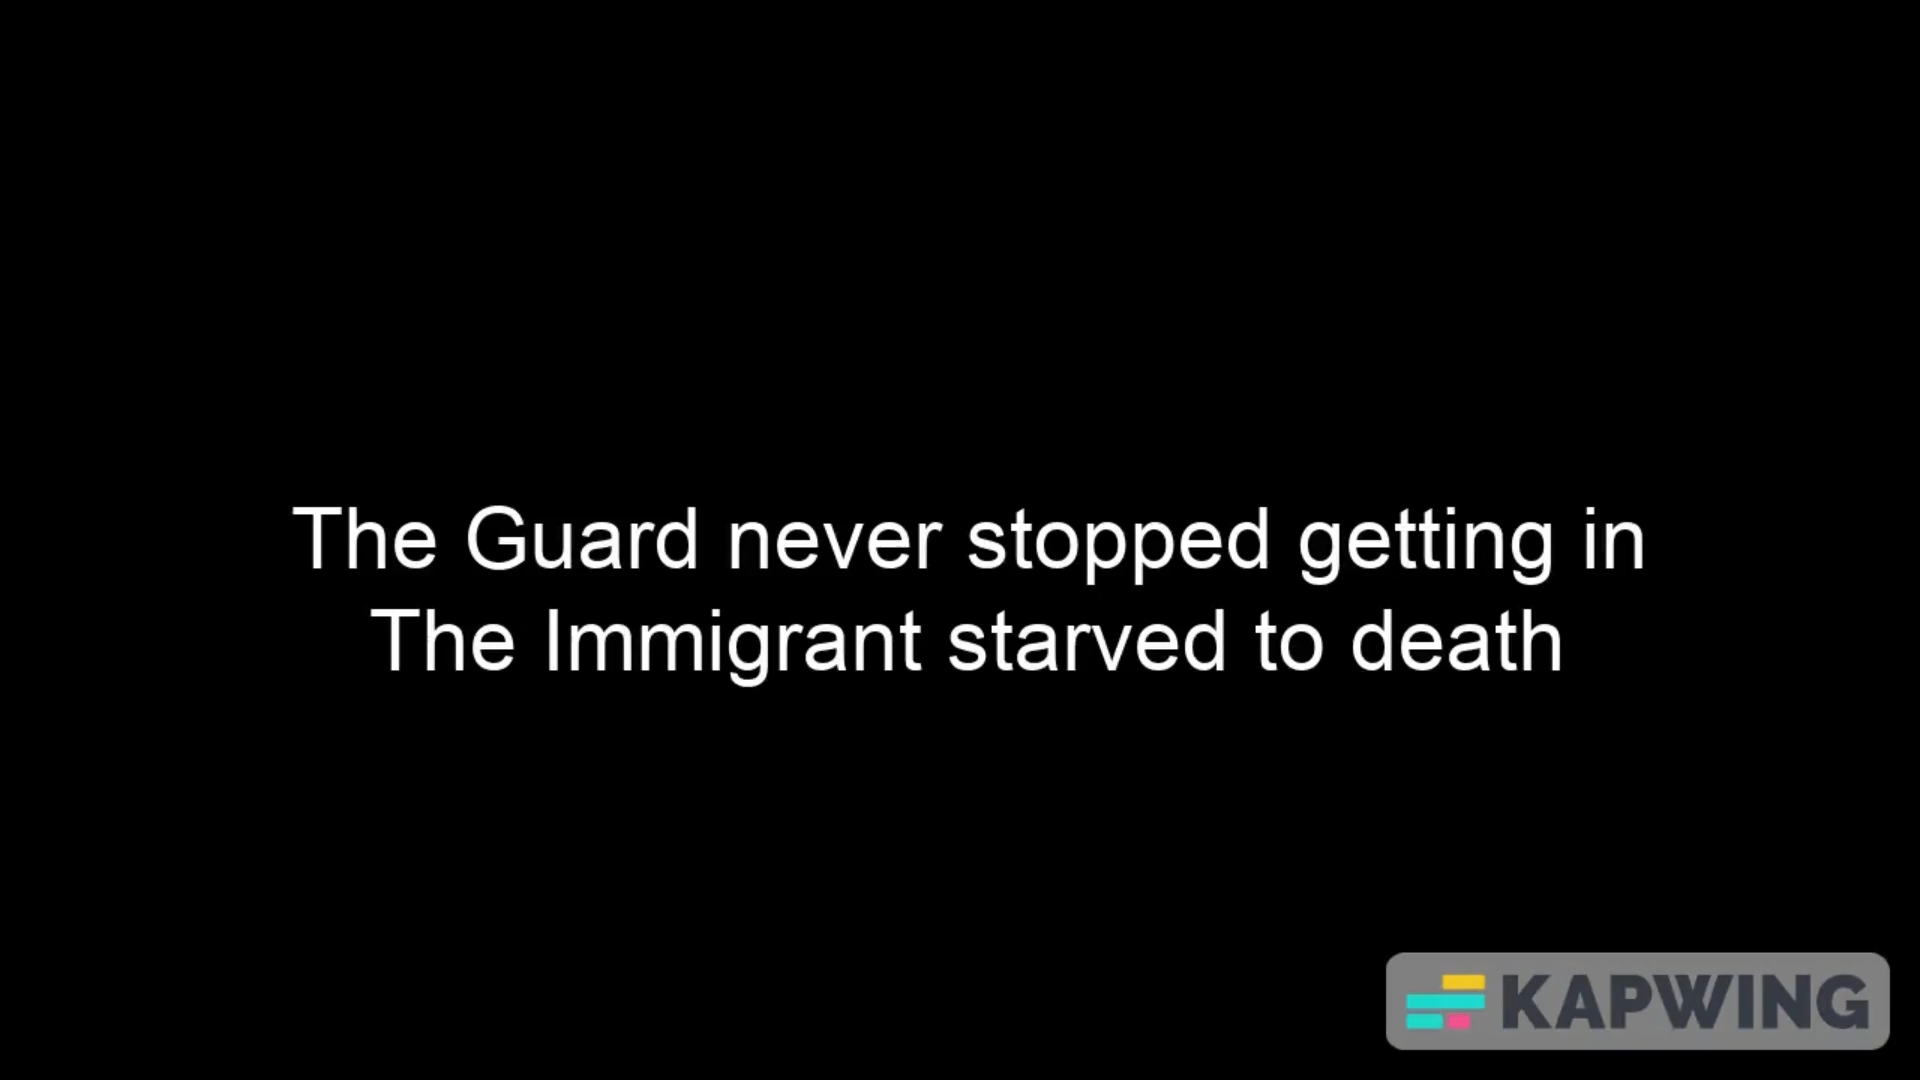 The Guard never stopped getting in
The Immigrant starved to death
KAPWING